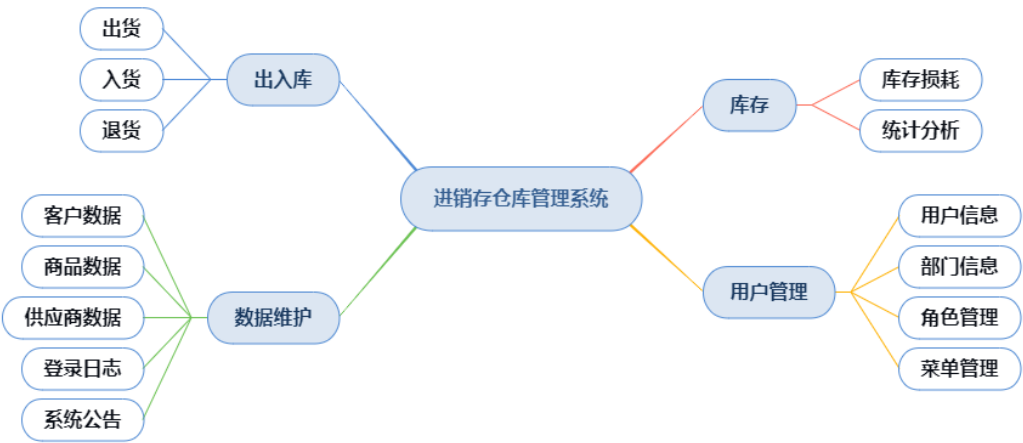 进销存仓库管理系统
出入库
出货
入货
退货
数据维护
客户数据
商品数据
供应商数据
登录日志
系统公告
库存
库存损耗
统计分析
用户管理
用户信息
部门信息
角色管理
菜单管理